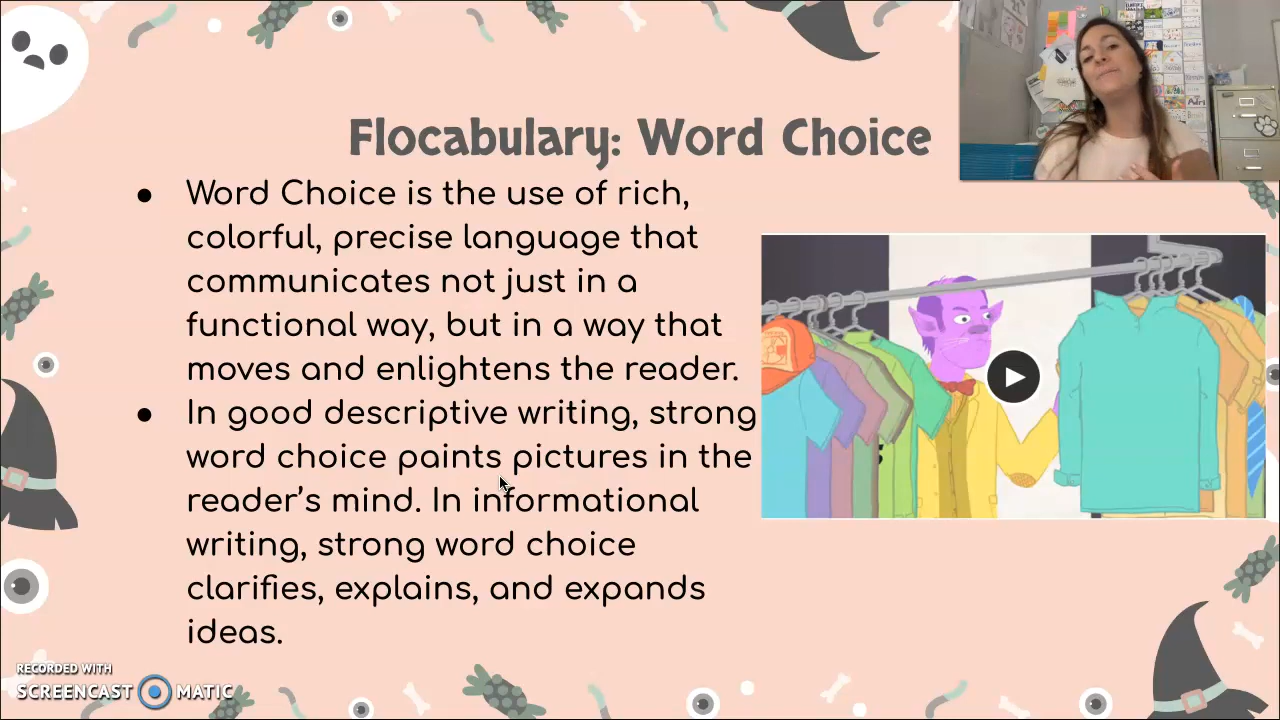 Flocabulary: Word Choice
● Word Choice is the use of rich,
colorful, precise language that
communicates not just in a
functional way, but in a way that
moves and enlightens the reader.
● In good descriptive writing, strong
word choice paints pictures in the
reader's mind. In informational
writing, strong word choice
clarifies, explains, and expands
ideas.
RECORDED WITH
SCREENCAST MATIC